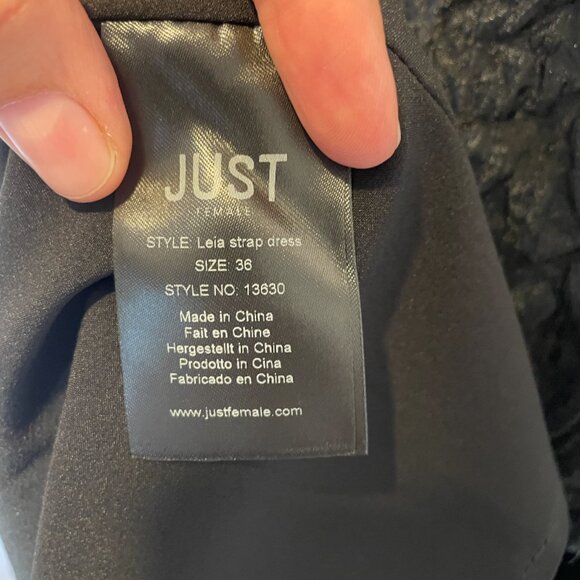 JUST
FEMALE
STYLE: Leia strap dress
SIZE: 36
STYLE NO: 13630
Made in China
Fait en Chine
Hergestellt in China
Prodotto in Cina
Fabricado en China
www.justfemale.com